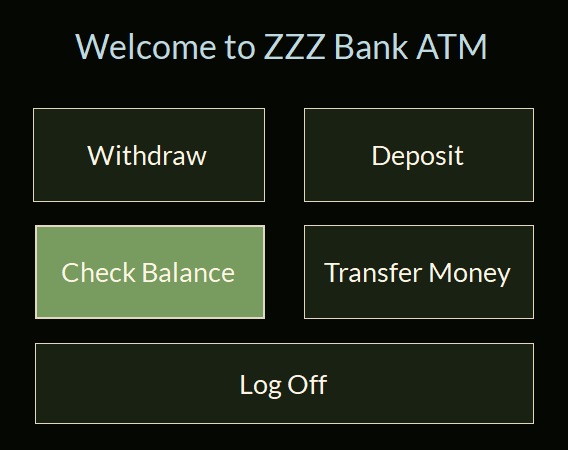 Welcome to ZZZ Bank ATM
Withdraw
Deposit
Check Balance
Transfer Money
Log Off